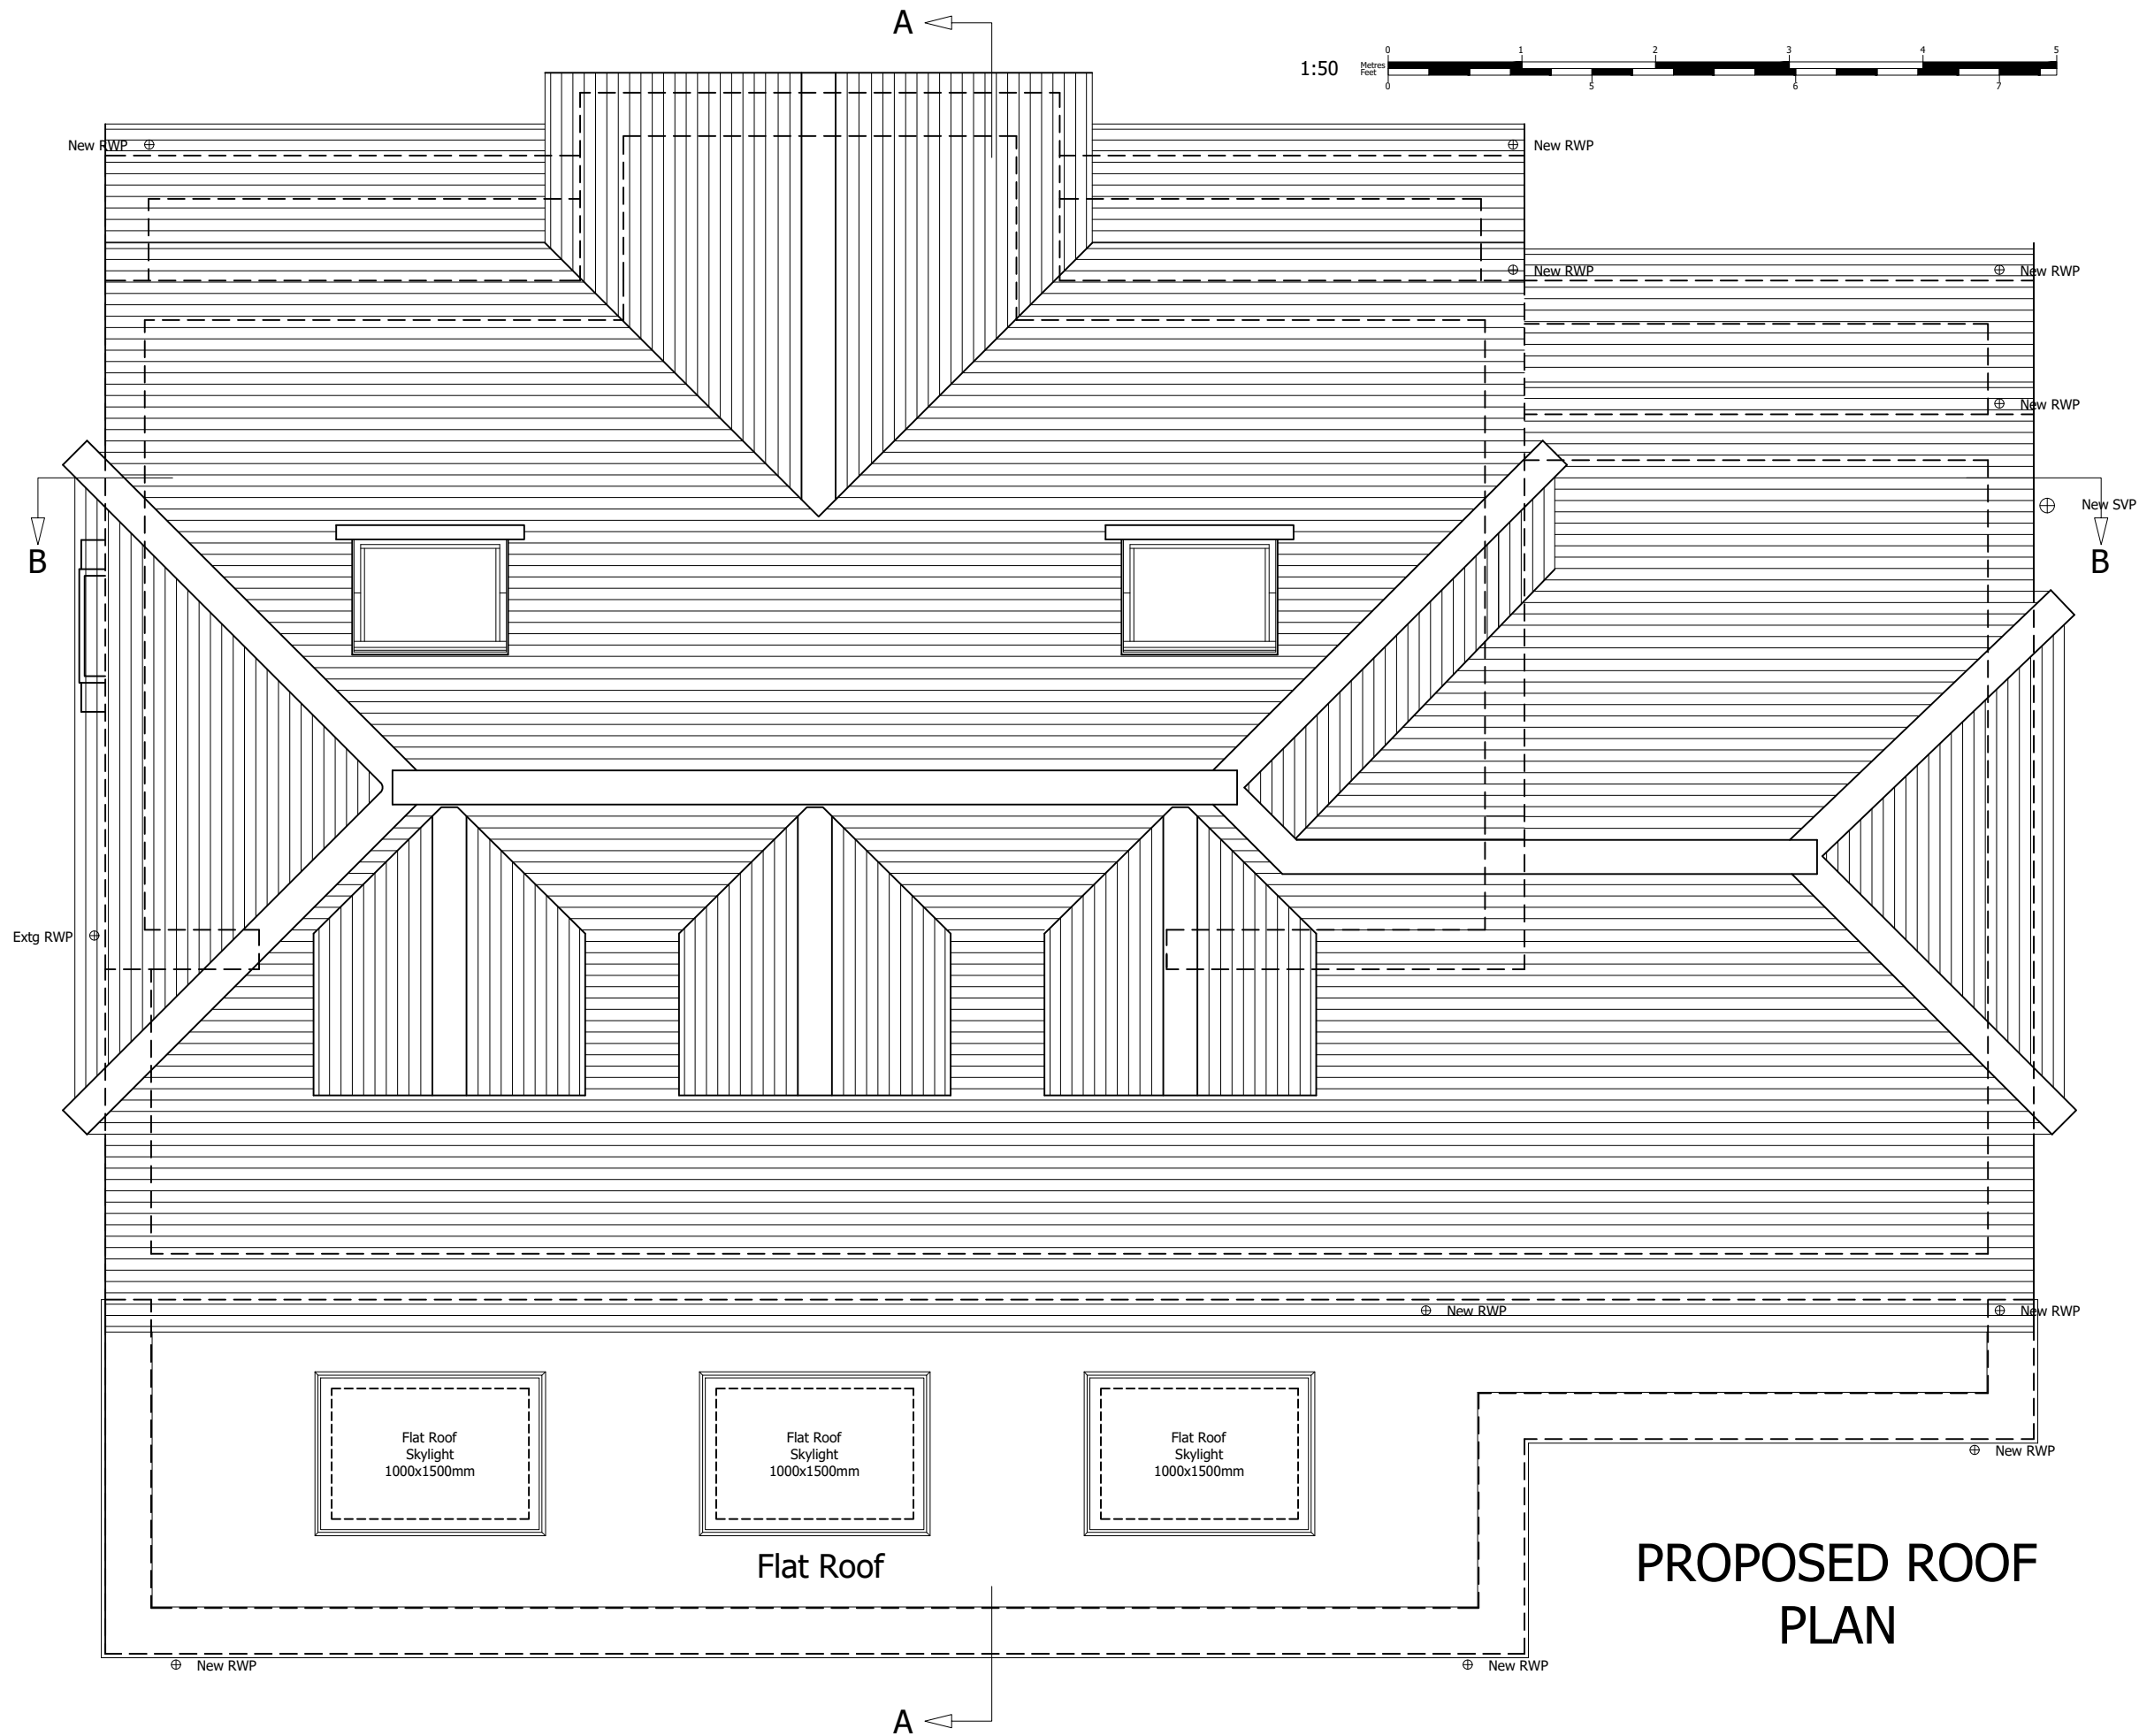 A
1:50
Metres
Feet
0 1 2 3 4 5
0 5 6 7
New RWP
New RWP
New RWP
New RWP
New RWP
New SVP
B
B
Extg RWP
New RWP
New RWP
Flat Roof
Skylight
1000x1500mm
Flat Roof
Skylight
1000x1500mm
Flat Roof
Skylight
1000x1500mm
New RWP
Flat Roof
PROPOSED ROOF
PLAN
New RWP
New RWP
A